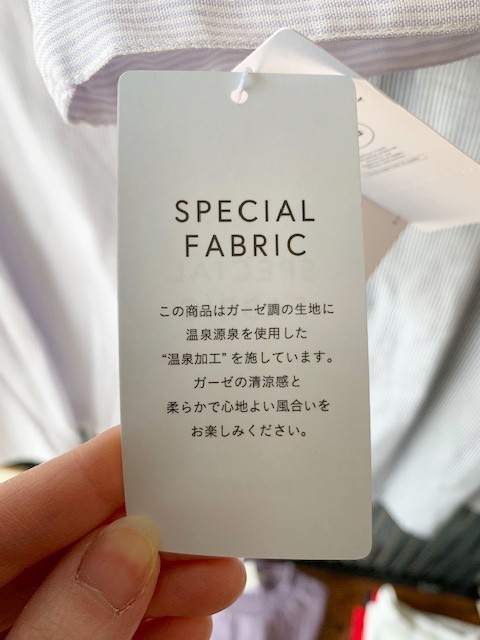 SPECIAL
FABRIC
この商品はガーゼ調の生地に
温泉源泉を使用した
“温泉加工” を施しています。
ガーゼの清涼感と
柔らかで心地よい風合いを
お楽しみください。